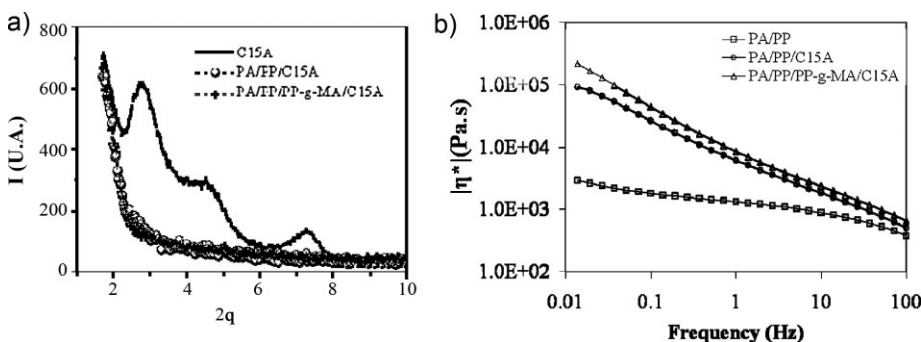 a)
I (U.A.)
800
600
400
200
0
2
4
6
8
10
2q
C15A
PA/PP/C15A
PA/PP/PP-g-MA/C15A
b)
|η*|(Pa.s)
1.0E+06
1.0E+05
1.0E+04
1.0E+03
1.0E+02
0.01
0.1
1
10
100
Frequency (Hz)
PA/PP
PA/PP/C15A
PA/PP/PP-g-MA/C15A